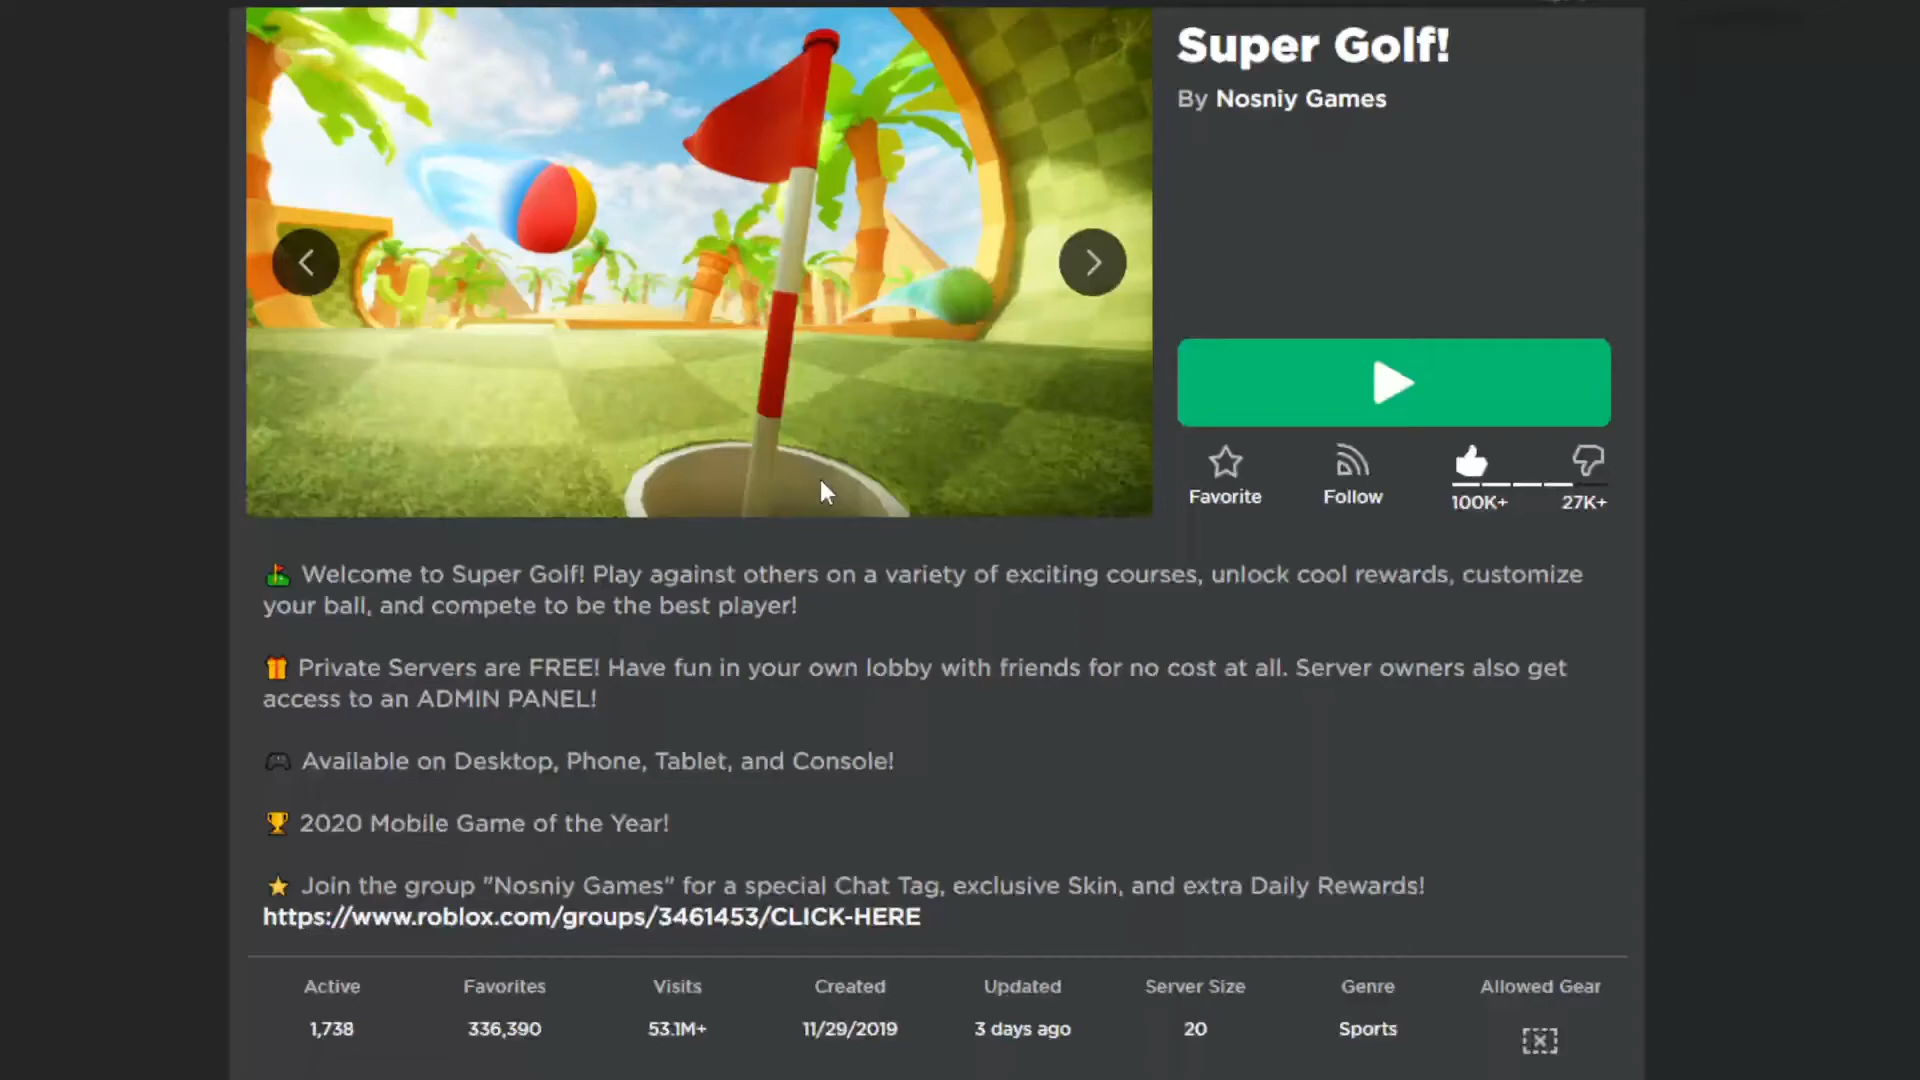 Super Golf!
By Nosniy Games
Favorite
Follow
100K+
27K+
Welcome to Super Golf! Play against others on a variety of exciting courses, unlock cool rewards, customize
your ball, and compete to be the best player!
Private Servers are FREE! Have fun in your own lobby with friends for no cost at all. Server owners also get
access to an ADMIN PANEL!
Available on Desktop, Phone, Tablet, and Console!
2020 Mobile Game of the Year!
Join the group "Nosniy Games" for a special Chat Tag, exclusive Skin, and extra Daily Rewards!
https://www.roblox.com/groups/3461453/CLICK-HERE
Active Favorites Visits Created Updated Server Size Genre Allowed Gear
1,738 336,390 53.1M+ 11/29/2019 3 days ago 20 Sports